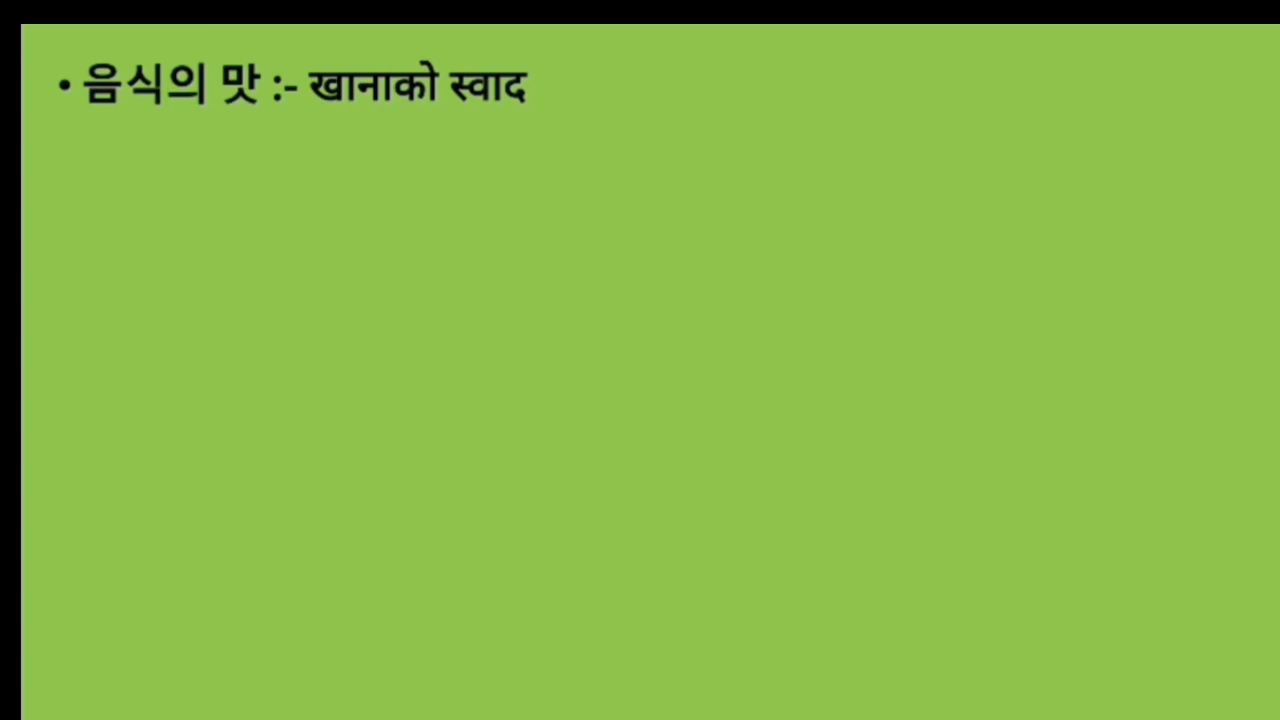 • 음식의 맛 :- खानाको स्वाद